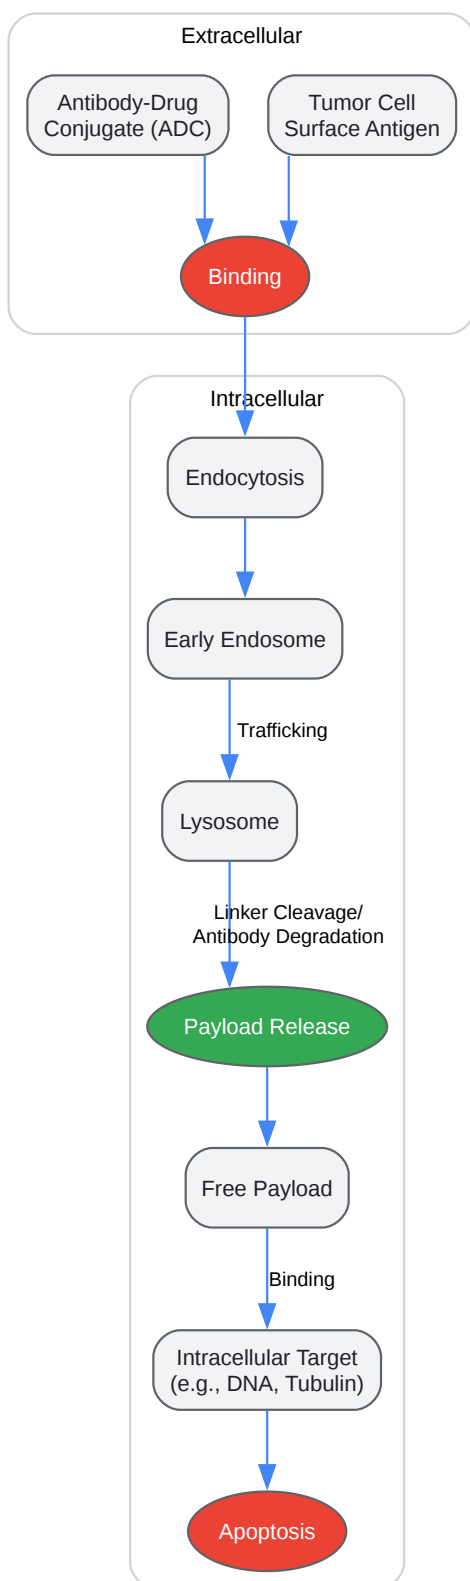 Extracellular
Antibody-Drug
Conjugate (ADC)
Tumor Cell
Surface Antigen
Binding
Intracellular
Endocytosis
Early Endosome
Trafficking
Lysosome
Linker Cleavage/
Antibody Degradation
Payload Release
Free Payload
Binding
Intracellular Target
(e.g., DNA, Tubulin)
Apoptosis